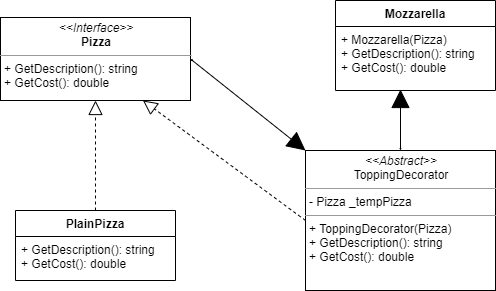 <<Interface>>
Pizza
+ GetDescription(): string
+ GetCost(): double
Mozzarella
+ Mozzarella(Pizza)
+ GetDescription(): string
+ GetCost(): double
<<Abstract>>
ToppingDecorator
- Pizza _tempPizza
+ ToppingDecorator(Pizza)
+ GetDescription(): string
+ GetCost(): double
PlainPizza
+ GetDescription(): string
+ GetCost(): double